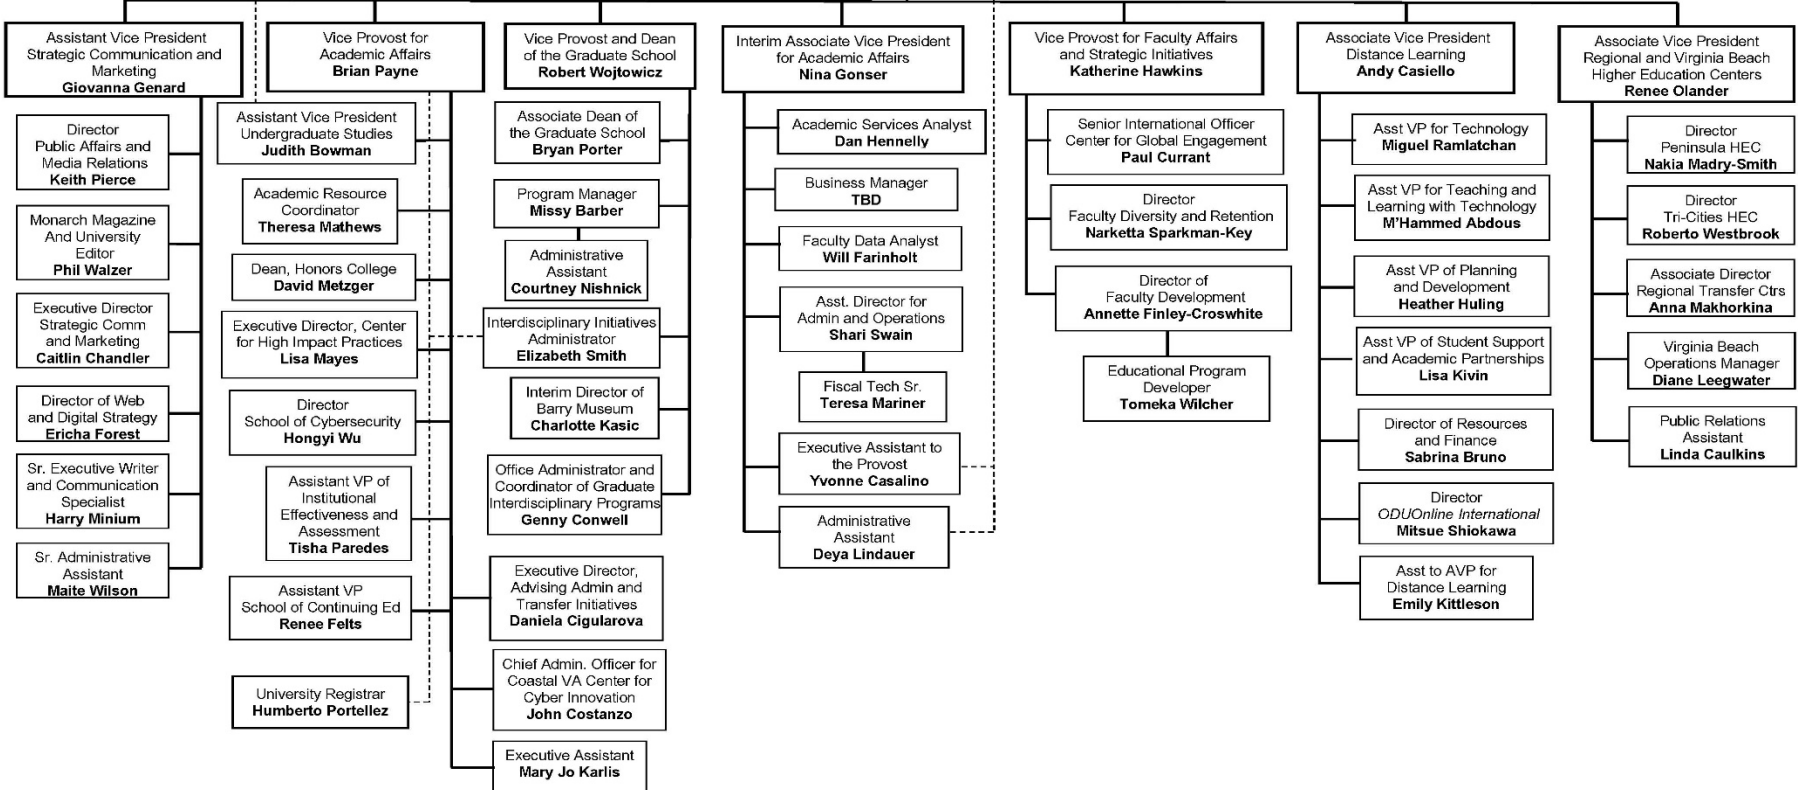 Assistant Vice President
Strategic Communication and
Marketing
Giovanna Genard
Director
Public Affairs and
Media Relations
Keith Pierce
Monarch Magazine
And University
Editor
Phil Walzer
Executive Director
Strategic Comm
and Marketing
Caitlin Chandler
Director of Web
and Digital Strategy
Ericha Forest
Sr. Executive Writer
and Communication
Specialist
Harry Minium
Sr. Administrative
Assistant
Maite Wilson
Vice Provost for
Academic Affairs
Brian Payne
Assistant Vice President
Undergraduate Studies
Judith Bowman
Academic Resource
Coordinator
Theresa Mathews
Dean, Honors College
David Metzger
Executive Director, Center
for High Impact Practices
Lisa Mayes
Director
School of Cybersecurity
Hongyi Wu
Assistant VP of
Institutional
Effectiveness and
Assessment
Tisha Paredes
Assistant VP
School of Continuing Ed
Renee Felts
University Registrar
Humberto Portellez
Executive Director,
Advising Admin and
Transfer Initiatives
Daniela Cigularova
Chief Admin. Officer for
Coastal VA Center for
Cyber Innovation
John Costanzo
Executive Assistant
Mary Jo Karlis
Vice Provost and Dean
of the Graduate School
Robert Wojtowicz
Associate Dean of
the Graduate School
Bryan Porter
Program Manager
Missy Barber
Administrative
Assistant
Courtney Nishnick
Interdisciplinary Initiatives
Administrator
Elizabeth Smith
Interim Director of
Barry Museum
Charlotte Kasic
Office Administrator and
Coordinator of Graduate
Interdisciplinary Programs
Genny Conwell
Interim Associate Vice President
for Academic Affairs
Nina Gonser
Academic Services Analyst
Dan Hennelly
Business Manager
TBD
Faculty Data Analyst
Will Farinholt
Asst. Director for
Admin and Operations
Shari Swain
Fiscal Tech Sr.
Teresa Mariner
Executive Assistant to
the Provost
Yvonne Casalino
Administrative
Assistant
Deya Lindauer
Vice Provost for Faculty Affairs
and Strategic Initiatives
Katherine Hawkins
Senior International Officer
Center for Global Engagement
Paul Currant
Director
Faculty Diversity and Retention
Narketta Sparkman-Key
Director of
Faculty Development
Annette Finley-Croswhite
Educational Program
Developer
Tomeka Wilcher
Associate Vice President
Distance Learning
Andy Casiello
Asst VP for Technology
Miguel Ramlatchan
Asst VP for Teaching and
Learning with Technology
M'Hammed Abdous
Asst VP of Planning
and Development
Heather Huling
Asst VP of Student Support
and Academic Partnerships
Lisa Kivin
Director of Resources
and Finance
Sabrina Bruno
Director
ODUOnline International
Mitsue Shiokawa
Asst to AVP for
Distance Learning
Emily Kittleson
Associate Vice President
Regional and Virginia Beach
Higher Education Centers
Renee Olander
Director
Peninsula HEC
Nakia Madry-Smith
Director
Tri-Cities HEC
Roberto Westbrook
Associate Director
Regional Transfer Ctrs
Anna Makhorkina
Virginia Beach
Operations Manager
Diane Leegwater
Public Relations
Assistant
Linda Caulkins